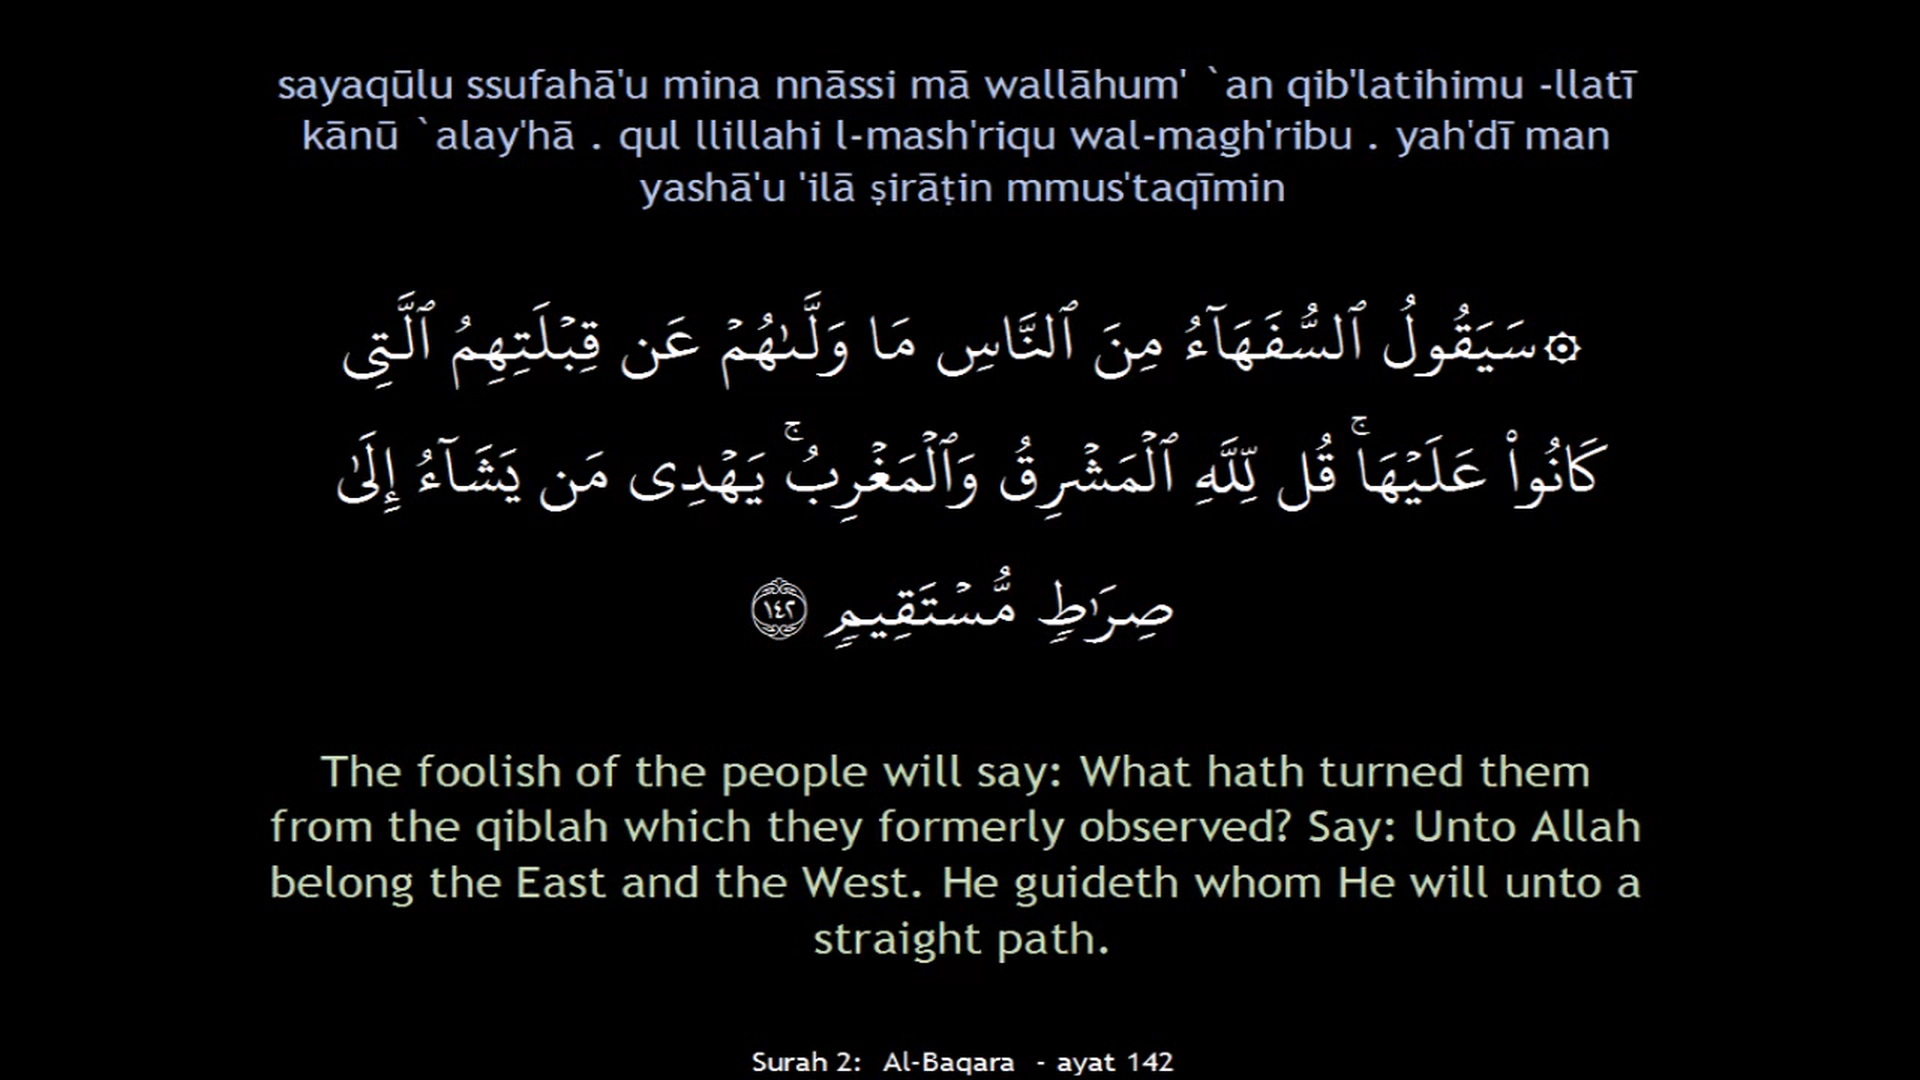 sayaqūlu ssufahā'u mina nnāssi mā wallāhum' `an qib'latihimu -llatī
kānū `alay'hā . qul llillahi l-mash'riqu wal-magh'ribu . yah'dī man
yashā'u 'ilā ṣirāṭin mmus'taqīmin
۞سَيَقُولُ ٱلسُّفَهَآءُ مِنَ ٱلنَّاسِ مَا وَلَّىٰهُمۡ عَن قِبۡلَتِهِمُ ٱلَّتِى
كَانُوا۟ عَلَيۡهَا‌ۚ قُل لِّلَّهِ ٱلۡمَشۡرِقُ وَٱلۡمَغۡرِبُ‌ۚ يَہۡدِى مَن يَشَآءُ إِلَىٰ
صِرَٲطٍ مُّسۡتَقِيمٍ ١٤٢
The foolish of the people will say: What hath turned them
from the qiblah which they formerly observed? Say: Unto Allah
belong the East and the West. He guideth whom He will unto a
straight path.
Surah 2: Al-Baqara - ayat 142